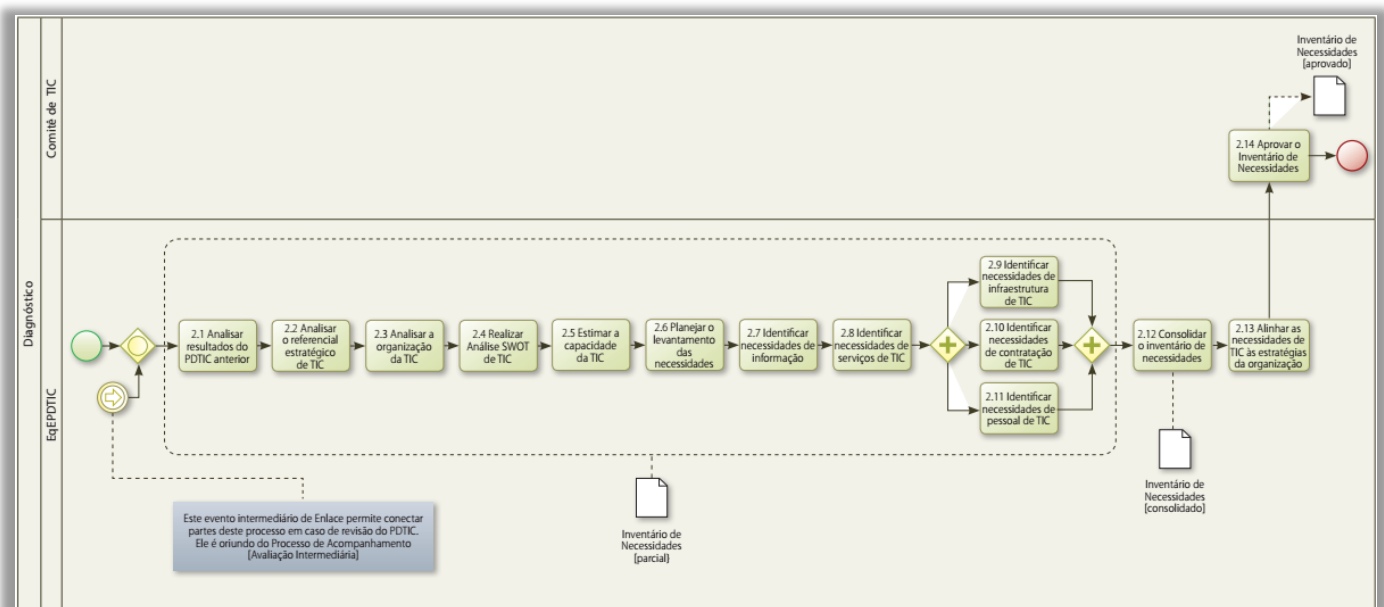 Diagnóstico
Comitê de TIC
EqEPDTIC
Inventário de
Necessidades
[aprovado]
2.14 Aprovar o
Inventário de
Necessidades
2.1 Analisar
resultados do
PDTIC anterior
2.2 Analisar
o referencial
estratégico
de TIC
2.3 Analisar a
organização
da TIC
2.4 Realizar
Análise SWOT
de TIC
2.5 Estimar a
capacidade
da TIC
2.6 Planejar o
levantamento
das
necessidades
2.7 Identificar
necessidades de
informação
2.8 Identificar
necessidades de
serviços de TIC
2.9 Identificar
necessidades de
infraestrutura
de TIC
2.10 Identificar
necessidades
de contratação
de TIC
2.11 Identificar
necessidades de
pessoal de TIC
2.12 Consolidar
o inventário de
necessidades
2.13 Alinhar as
necessidades de
TIC às estratégias
da organização
Este evento intermediário de Enlace permite conectar
partes deste processo em caso de revisão do PDTIC.
Ele é oriundo do Processo de Acompanhamento
[Avaliação Intermediária]
Inventário de
Necessidades
[parcial}
Inventário de
Necessidades
[consolidado]